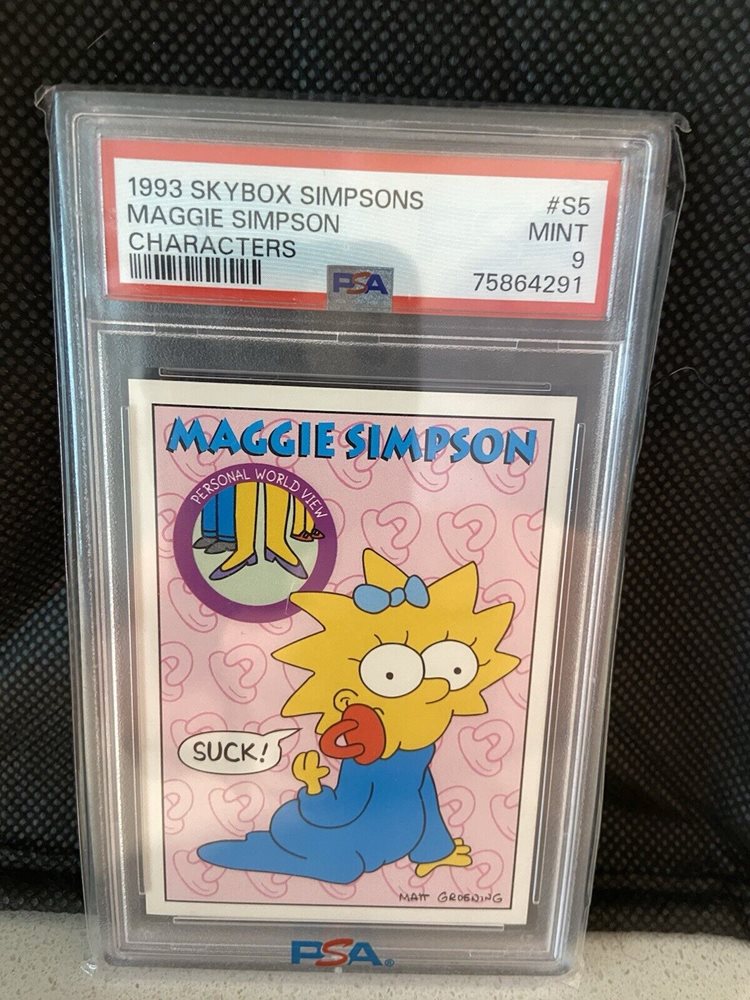 1993 SKYBOX SIMPSONS #S5
MAGGIE SIMPSON MINT
CHARACTERS 9
75864291
PSA
MAGGIE SIMPSON
PERSONAL WORLD VIEW
SUCK!
MATT GROENING
PSA®